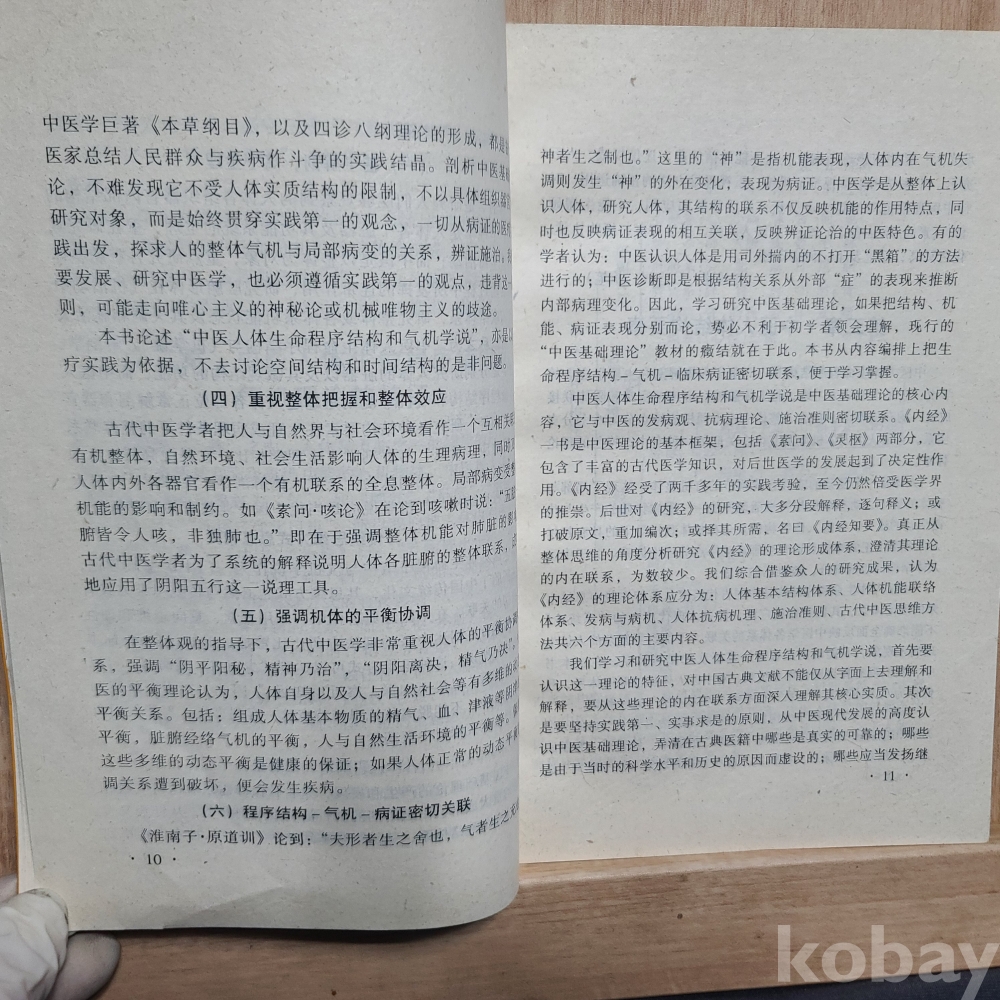 中医学巨著《本草纲目》，以及四诊八纲理论的形成，都是
医家总结人民群众与疾病作斗争的实践结晶。剖析中医基
论，不难发现它不受人体实质结构的限制，不以具体组织
研究对象，而是始终贯穿实践第一的观念，一切从病证的医
践出发，探求人的整体气机与局部病变的关系，辨证施治。
要发展、研究中医学，也必须遵循实践第一的观点，违背这
则，可能走向唯心主义的神秘论或机械唯物主义的歧途。
本书论述“中医人体生命程序结构和气机学说”，亦是
疗实践为依据，不去讨论空间结构和时间结构的是非问题。
（四）重视整体把握和整体效应
古代中医学者把人与自然界与社会环境看作一个互相关
有机整体，自然环境、社会生活影响人体的生理病理，同时
人体内外各器官看作一个有机联系的全息整体。局部病变受
机能的影响和制约。如《素问·咳论》在论到咳嗽时说：“五
腑皆令人咳，非独肺也。”即在于强调整体机能对肺脏的
古代中医学者为了系统的解释说明人体各脏腑的整体联系，
地应用了阴阳五行这一说理工具。
（五）强调机体的平衡协调
在整体观的指导下，古代中医学非常重视人体的平衡协
系，强调“阴平阳秘，精神乃治”，“阴阳离决，精气乃决”，
医的平衡理论认为，人体自身以及人与自然社会等有多维的
平衡关系。包括：组成人体基本物质的精气、血、津液等阴
平衡，脏腑经络气机的平衡，人与自然生活环境的平衡等。
这些多维的动态平衡是健康的保证；如果人体正常的动态平
调关系遭到破坏，便会发生疾病。
（六）程序结构－气机－病证密切关联
《淮南子·原道训》论到：“夫形者生之舍也，气者生之
·10·
神者生之制也。”这里的“神”是指机能表现，人体内在气机失
调则发生“神”的外在变化，表现为病证。中医学是从整体上认
识人体，研究人体，其结构的联系不仅反映机能的作用特点，同
时也反映病证表现的相互关联，反映辨证论治的中医特色。有的
学者认为：中医认识人体是用司外揣内的不打开“黑箱”的方法
进行的；中医诊断即是根据结构关系从外部“症”的表现来推断
内部病理变化。因此，学习研究中医基础理论，如果把结构、机
能、病证表现分别而论，势必不利于初学者领会理解，现行的
“中医基础理论”教材的癥结就在于此。本书从内容编排上把生
命程序结构－气机－临床病证密切联系，便于学习掌握。
中医人体生命程序结构和气机学说是中医基础理论的核心内
容，它与中医的发病观、抗病理论、施治准则密切联系。《内经》
一书是中医理论的基本框架，包括《素问》、《灵枢》两部分，它
包含了丰富的古代医学知识，对后世医学的发展起到了决定性作
用。《内经》经受了两千多年的实践考验，至今仍然倍受医学界
的推崇。后世对《内经》的研究，大多分段解释，逐句释义；或
打破原文，重加编次；或择其所需，名曰《内经知要》。真正从
整体思维的角度分析研究《内经》的理论形成体系，澄清其理论
的内在联系，为数较少。我们综合借鉴众人的研究成果，认为
《内经》的理论体系应分为：人体基本结构体系、人体机能联络
体系、发病与病机、人体抗病机理、施治准则、古代中医思维方
法共六个方面的主要内容。
我们学习和研究中医人体生命程序结构和气机学说，首先要
认识这一理论的特征，对中国古典文献不能仅从字面上去理解和
解释，要从这些理论的内在联系方面深入理解其核心实质。其次
是要坚持实践第一、实事求是的原则，从中医现代发展的高度认
识中医基础理论，弄清在古典医籍中哪些是真实的可靠的；哪些
是由于当时的科学水平和历史的原因而虚设的；哪些应当发扬继
·11·
kobay